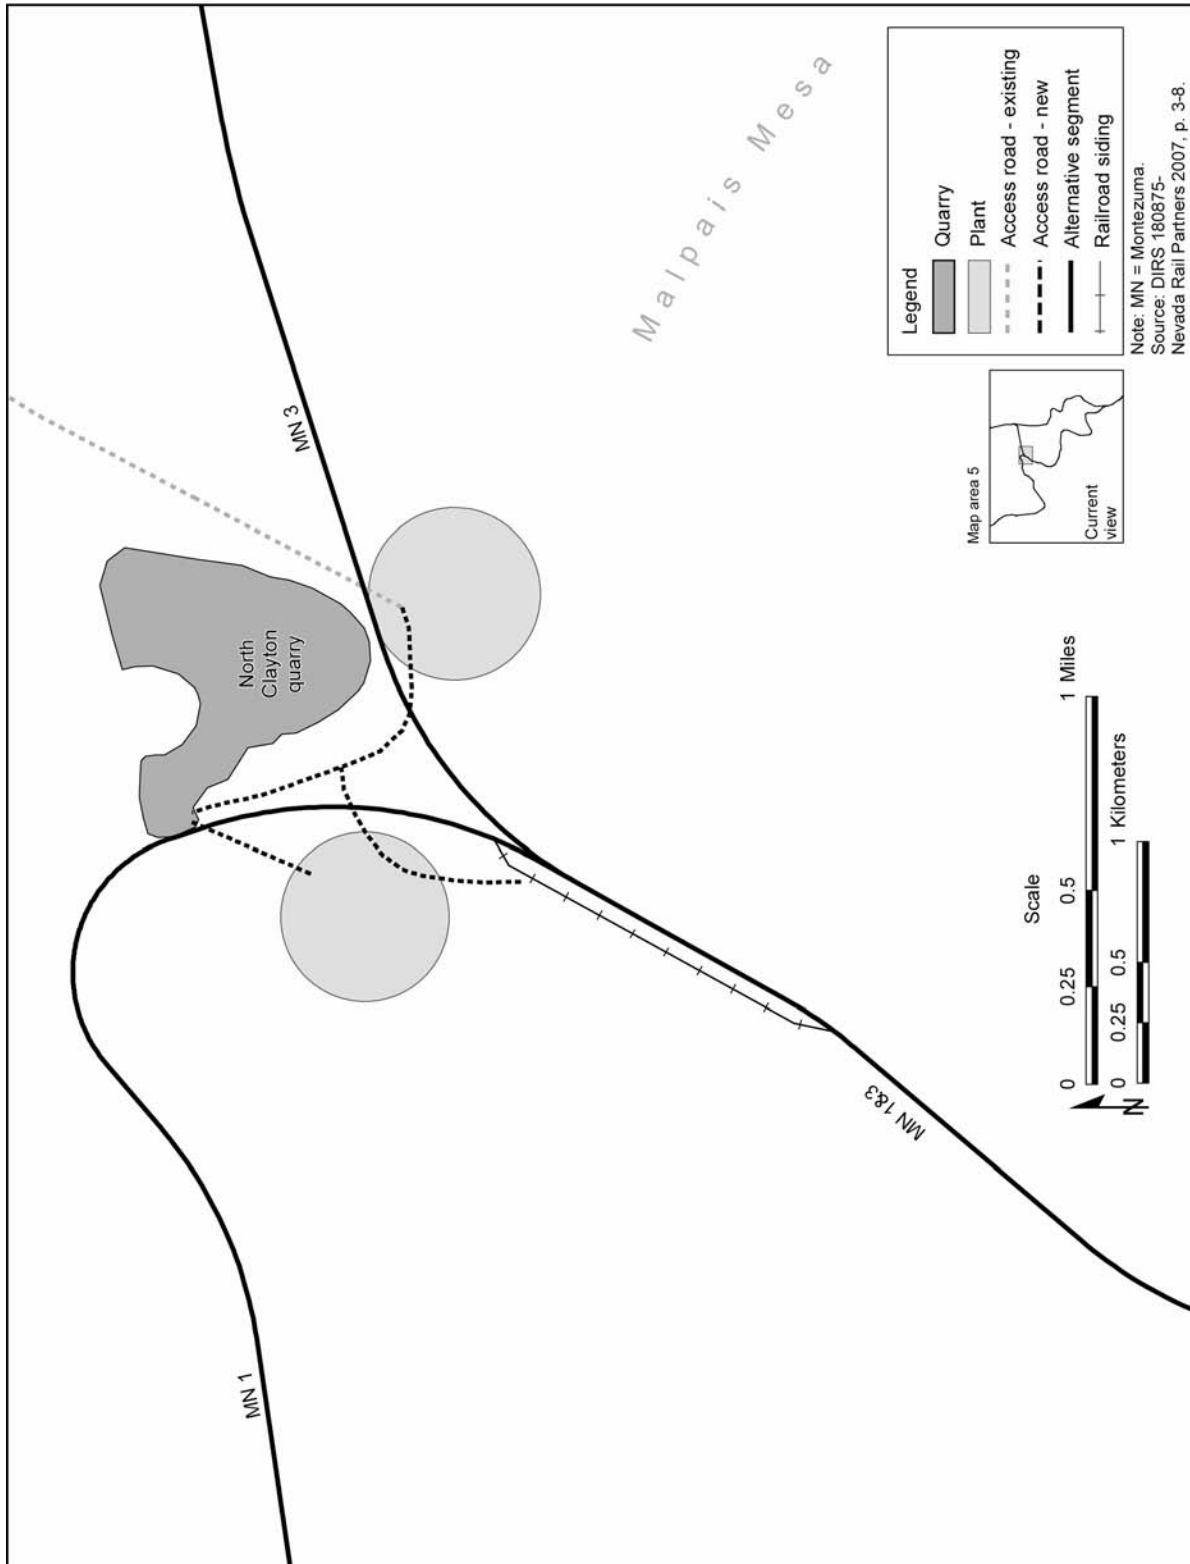 MN 1
MN 3
North
Clayton
quarry
Malpais Mesa
MN 1&3
Scale
0 0.25 0.5 1 Miles
0 0.25 0.5 1 Kilometers
N
Map area 5
Current
view
Legend
Quarry
Plant
Access road - existing
Access road - new
Alternative segment
Railroad siding
Note: MN = Montezuma.
Source: DIRS 180875-
Nevada Rail Partners 2007, p. 3-8.